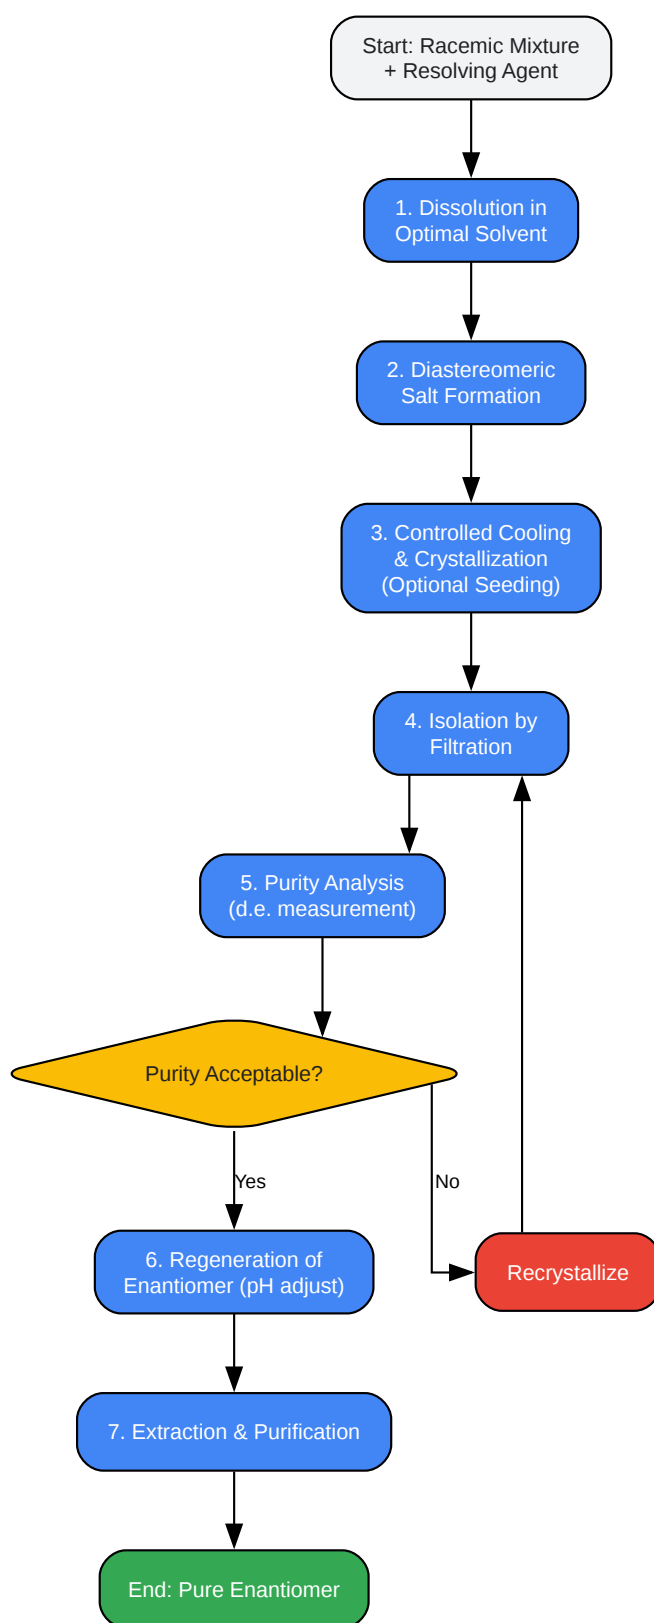 Start: Racemic Mixture
+ Resolving Agent
1. Dissolution in
Optimal Solvent
2. Diastereomeric
Salt Formation
3. Controlled Cooling
& Crystallization
(Optional Seeding)
4. Isolation by
Filtration
5. Purity Analysis
(d.e. measurement)
Purity Acceptable?
Yes
No
6. Regeneration of
Enantiomer (pH adjust)
Recrystallize
7. Extraction & Purification
End: Pure Enantiomer